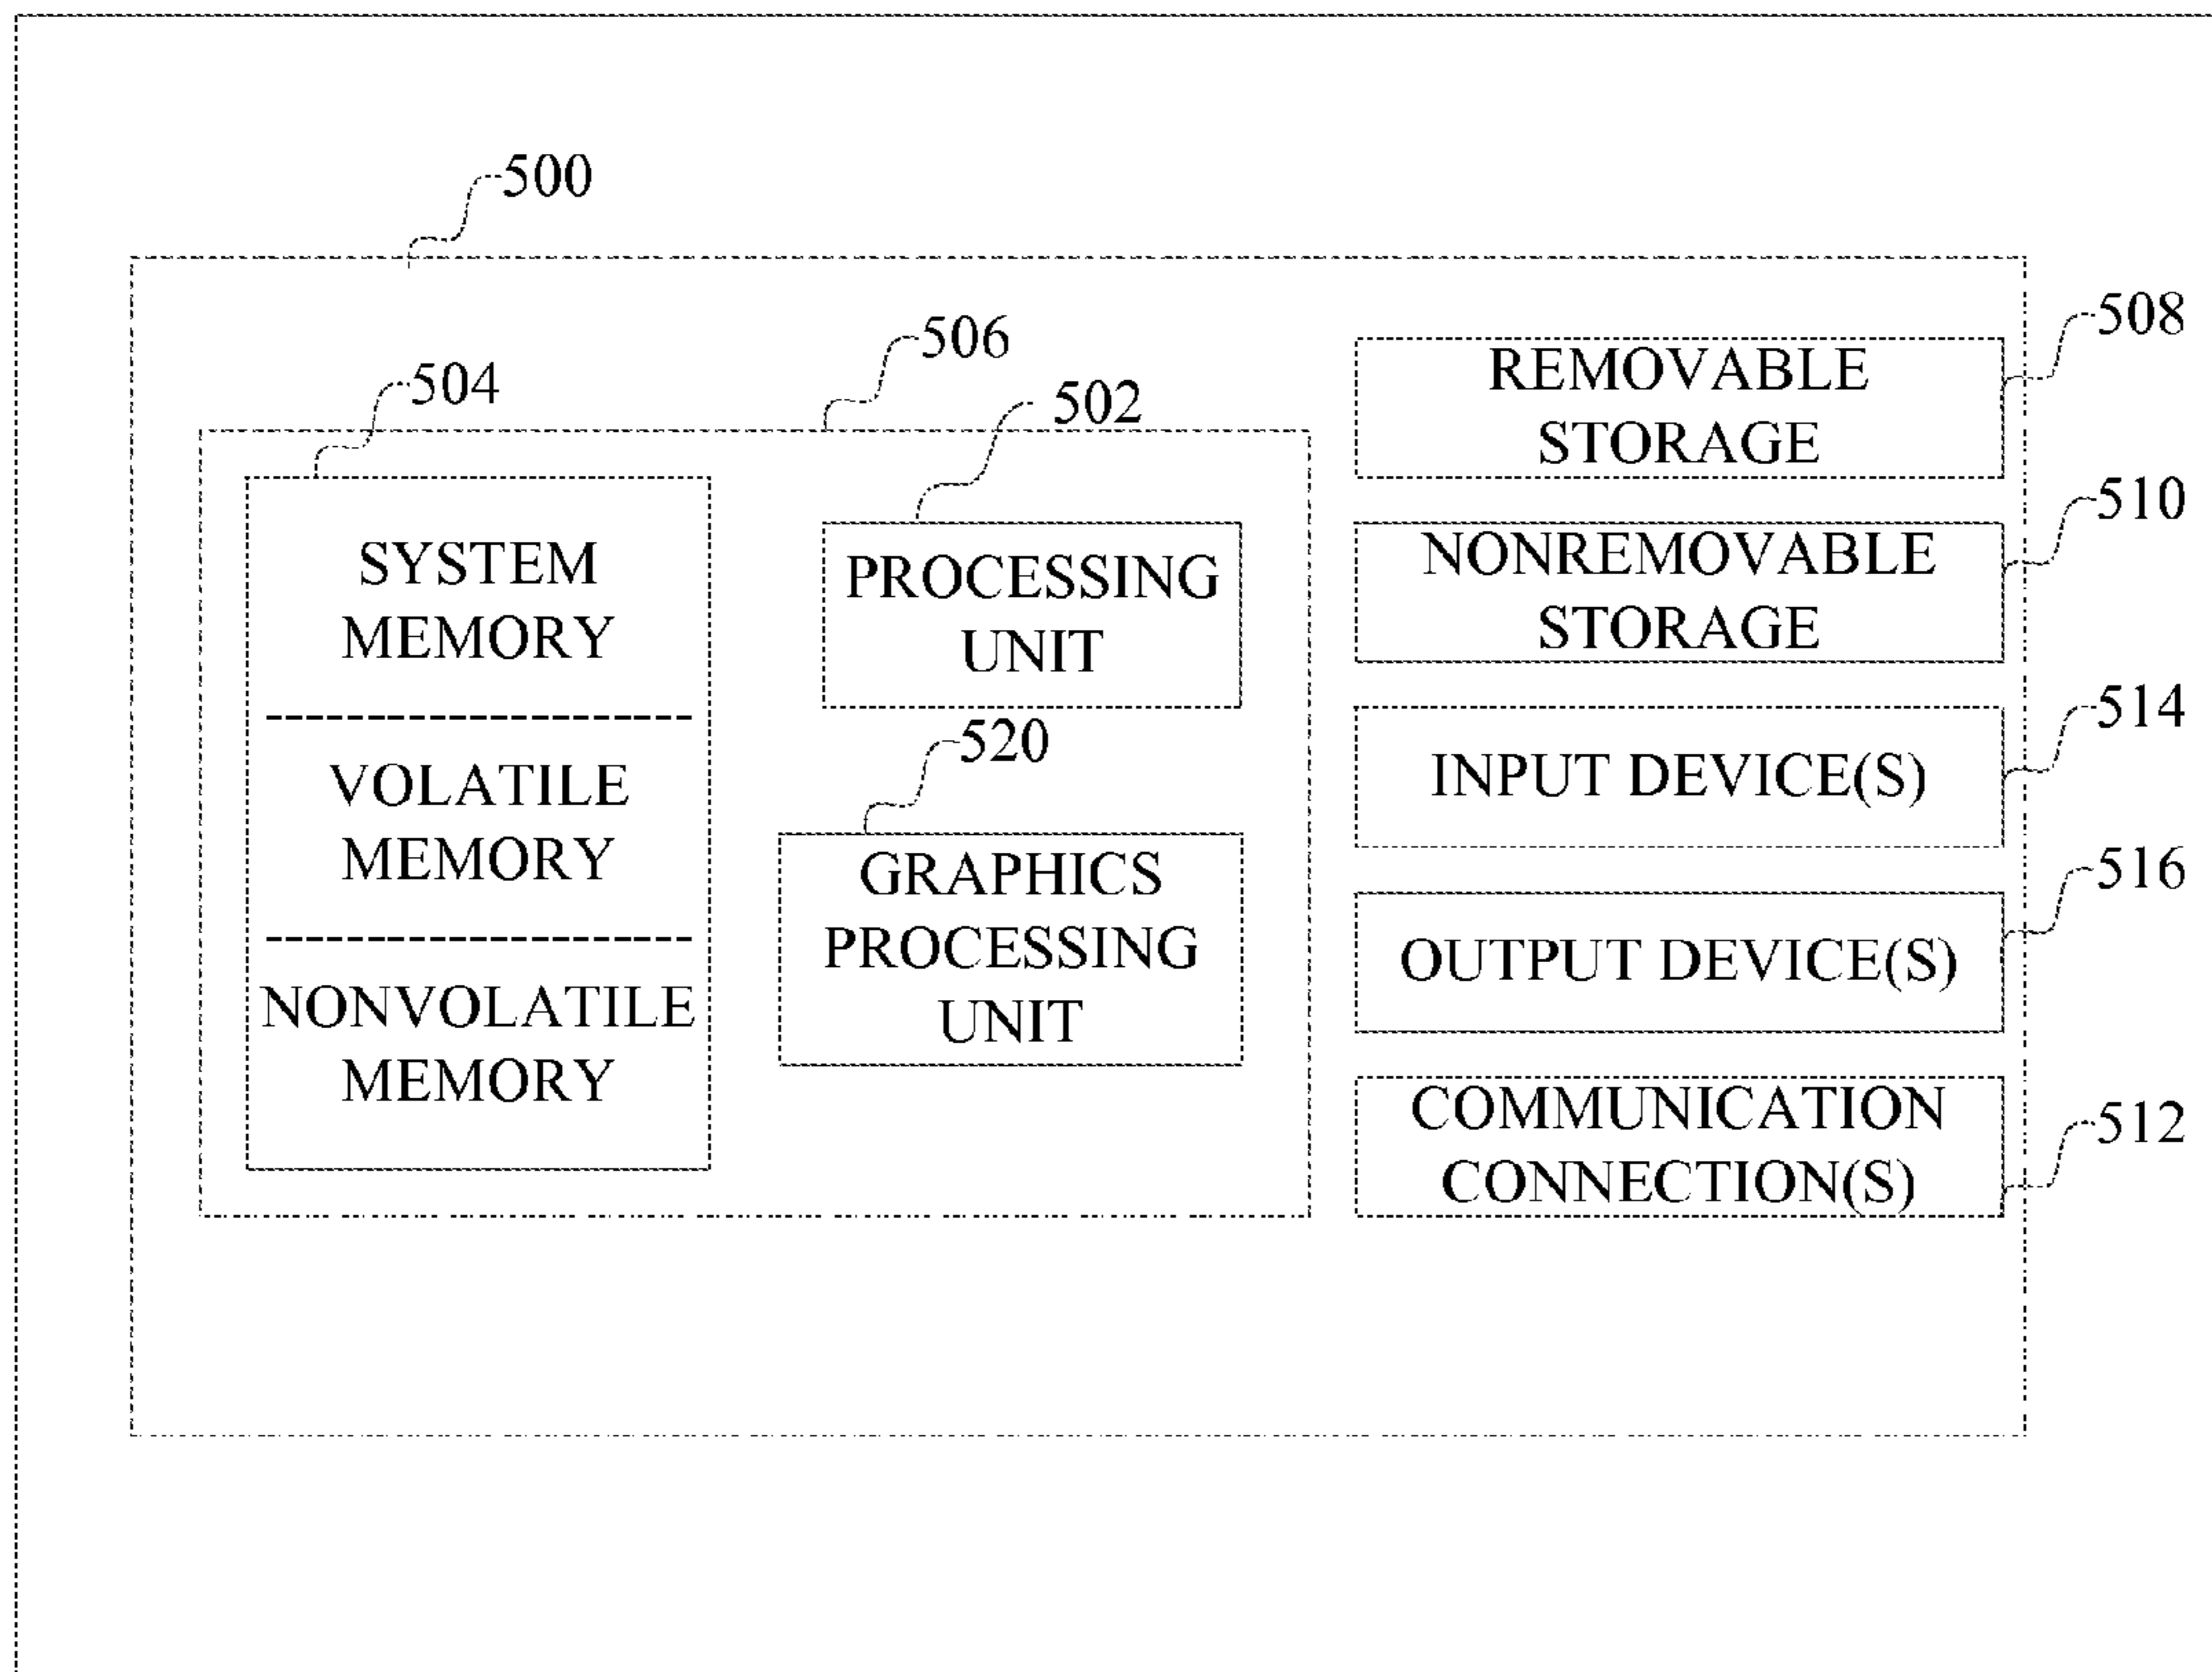 500
506
504
502
508
REMOVABLE
STORAGE
510
SYSTEM
MEMORY
PROCESSING
UNIT
NONREMOVABLE
STORAGE
514
520
VOLATILE
MEMORY
INPUT DEVICE(S)
516
GRAPHICS
PROCESSING
UNIT
OUTPUT DEVICE(S)
NONVOLATILE
MEMORY
COMMUNICATION
CONNECTION(S)
512